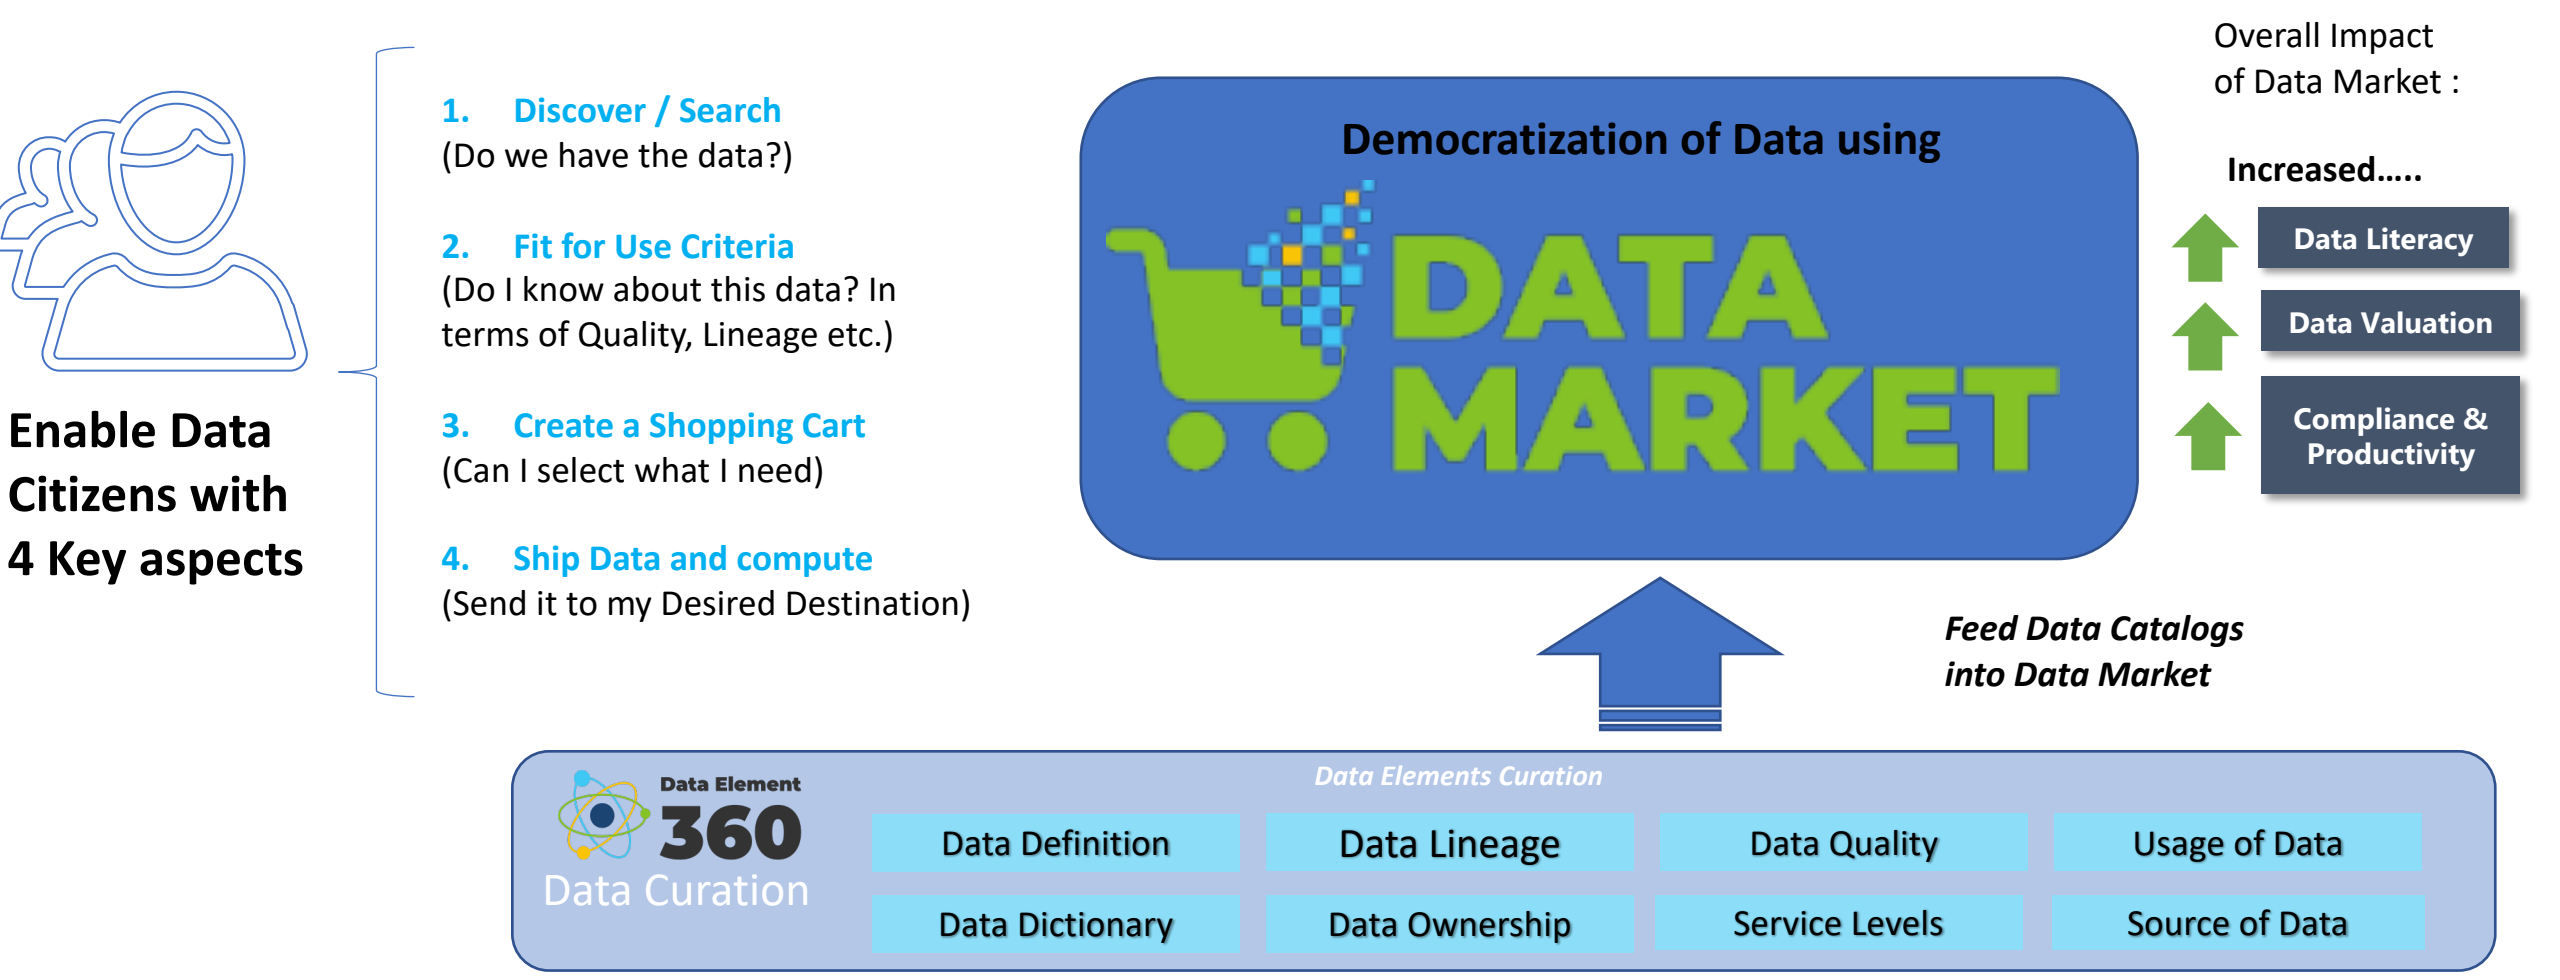 Enable Data
Citizens with
4 Key aspects
1. Discover / Search
(Do we have the data?)
2. Fit for Use Criteria
(Do I know about this data? In
terms of Quality, Lineage etc.)
3. Create a Shopping Cart
(Can I select what I need)
4. Ship Data and compute
(Send it to my Desired Destination)
Democratization of Data using
DATA
MARKET
Overall Impact
of Data Market :
Increased.....
Data Literacy
Data Valuation
Compliance &
Productivity
Feed Data Catalogs
into Data Market
Data Element
360
Data Curation
Data Elements Curation
Data Definition
Data Lineage
Data Quality
Usage of Data
Data Dictionary
Data Ownership
Service Levels
Source of Data